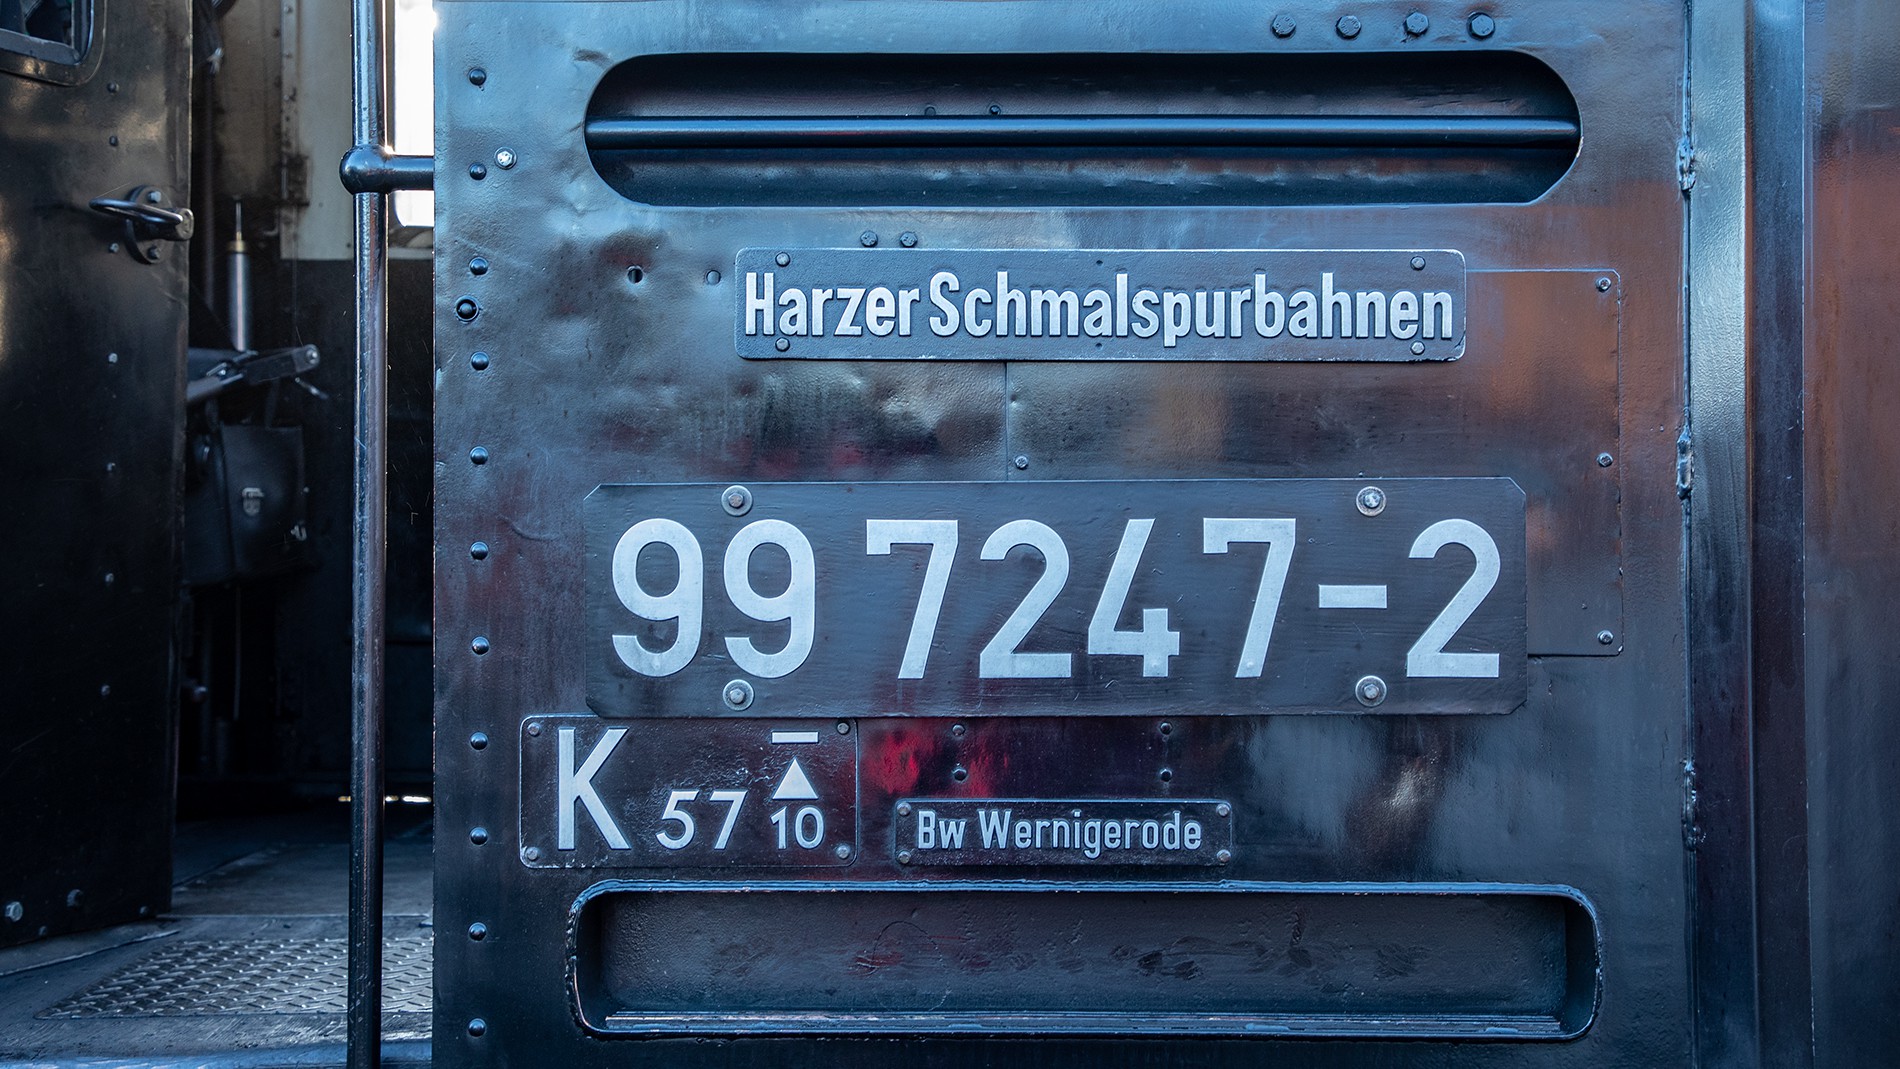 Harzer Schmalspurbahnen
99 7247-2
K 57 10
Bw Wernigerode